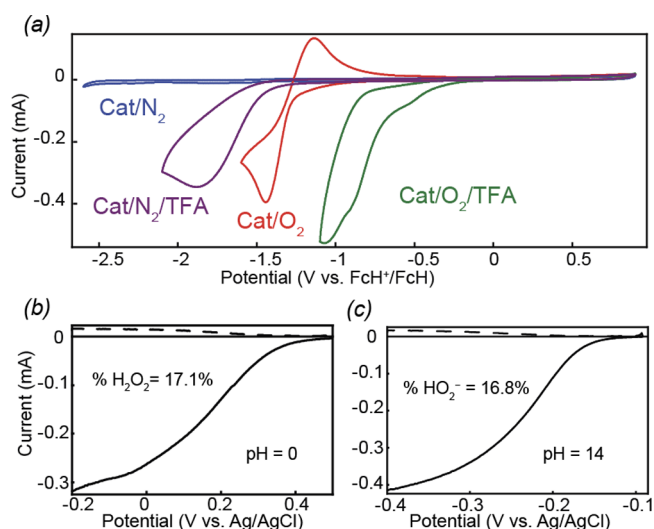 (a)
Current (mA)
0
-0.2
-0.4
Cat/N₂
Cat/N₂/TFA
Cat/O₂
Cat/O₂/TFA
-2.5 -2 -1.5 -1 -0.5 0 0.5
Potential (V vs. FcH⁺/FcH)
(b)
Current (mA)
0
-0.1
-0.2
-0.3
% H₂O₂= 17.1%
pH = 0
-0.2 0 0.2 0.4
Potential (V vs. Ag/AgCl)
(c)
0
-0.1
-0.2
-0.3
-0.4
% HO₂⁻ = 16.8%
pH = 14
-0.4 -0.3 -0.2 -0.1
Potential (V vs. Ag/AgCl)